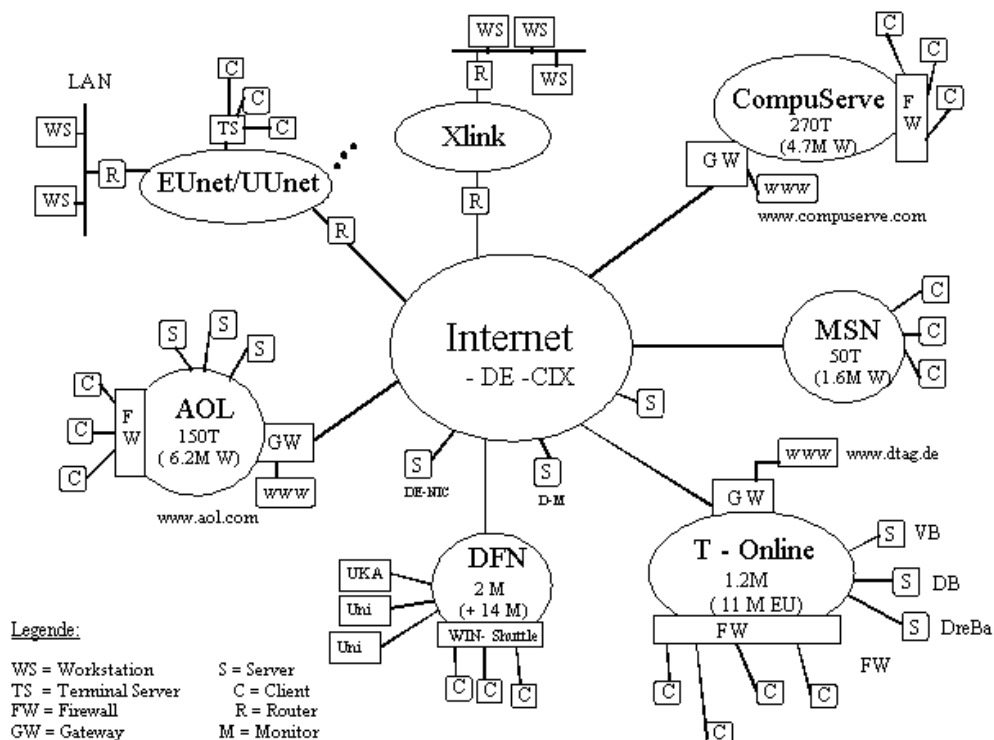 WS
WS
R
WS
Xlink
R
LAN
WS
WS
R
C
C
TS
C
EUnet/UUnet
R
C
C
C
CompuServe
270T
(4.7M W)
F
W
GW
WWW
www.compuserve.com
Internet
- DE -CIX
S
MSN
50T
(1.6M W)
C
C
C
S
S
S
C
C
C
F
W
AOL
150T
( 6.2M W)
GW
WWW
www.aol.com
S
DE-NIC
S
D-M
WWW
www.dtag.de
GW
T - Online
1.2M
( 11 M EU)
FW
S
VB
S
DB
S
DreBa
FW
C
C
C
C
DFN
2 M
(+ 14 M)
WIN- Shuttle
UKA
Uni
Uni
C
C
C
Legende:
WS = Workstation S = Server
TS = Terminal Server C = Client
FW = Firewall R = Router
GW = Gateway M = Monitor